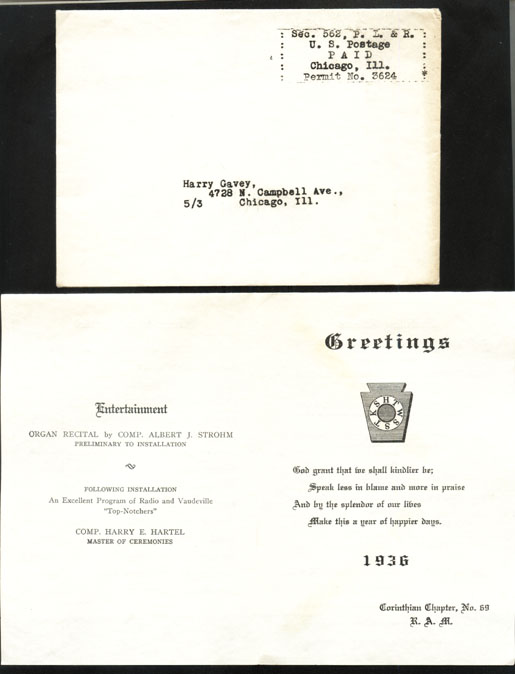 Sec. 562, P. L. & R.
U. S. Postage
P A I D
Chicago, Ill.
Permit No. 3624
Harry Gavey,
4728 N. Campbell Ave.,
5/3 Chicago, Ill.
Greetings
H T W S S T K S
God grant that we shall kindlier be;
Speak less in blame and more in praise
And by the splendor of our lives
Make this a year of happier days.
1936
Corinthian Chapter, No. 69
R. A. M.
Entertainment
ORGAN RECITAL by COMP. ALBERT J. STROHM
PRELIMINARY TO INSTALLATION
FOLLOWING INSTALLATION
An Excellent Program of Radio and Vaudeville
"Top-Notchers"
COMP. HARRY E. HARTEL
MASTER OF CEREMONIES